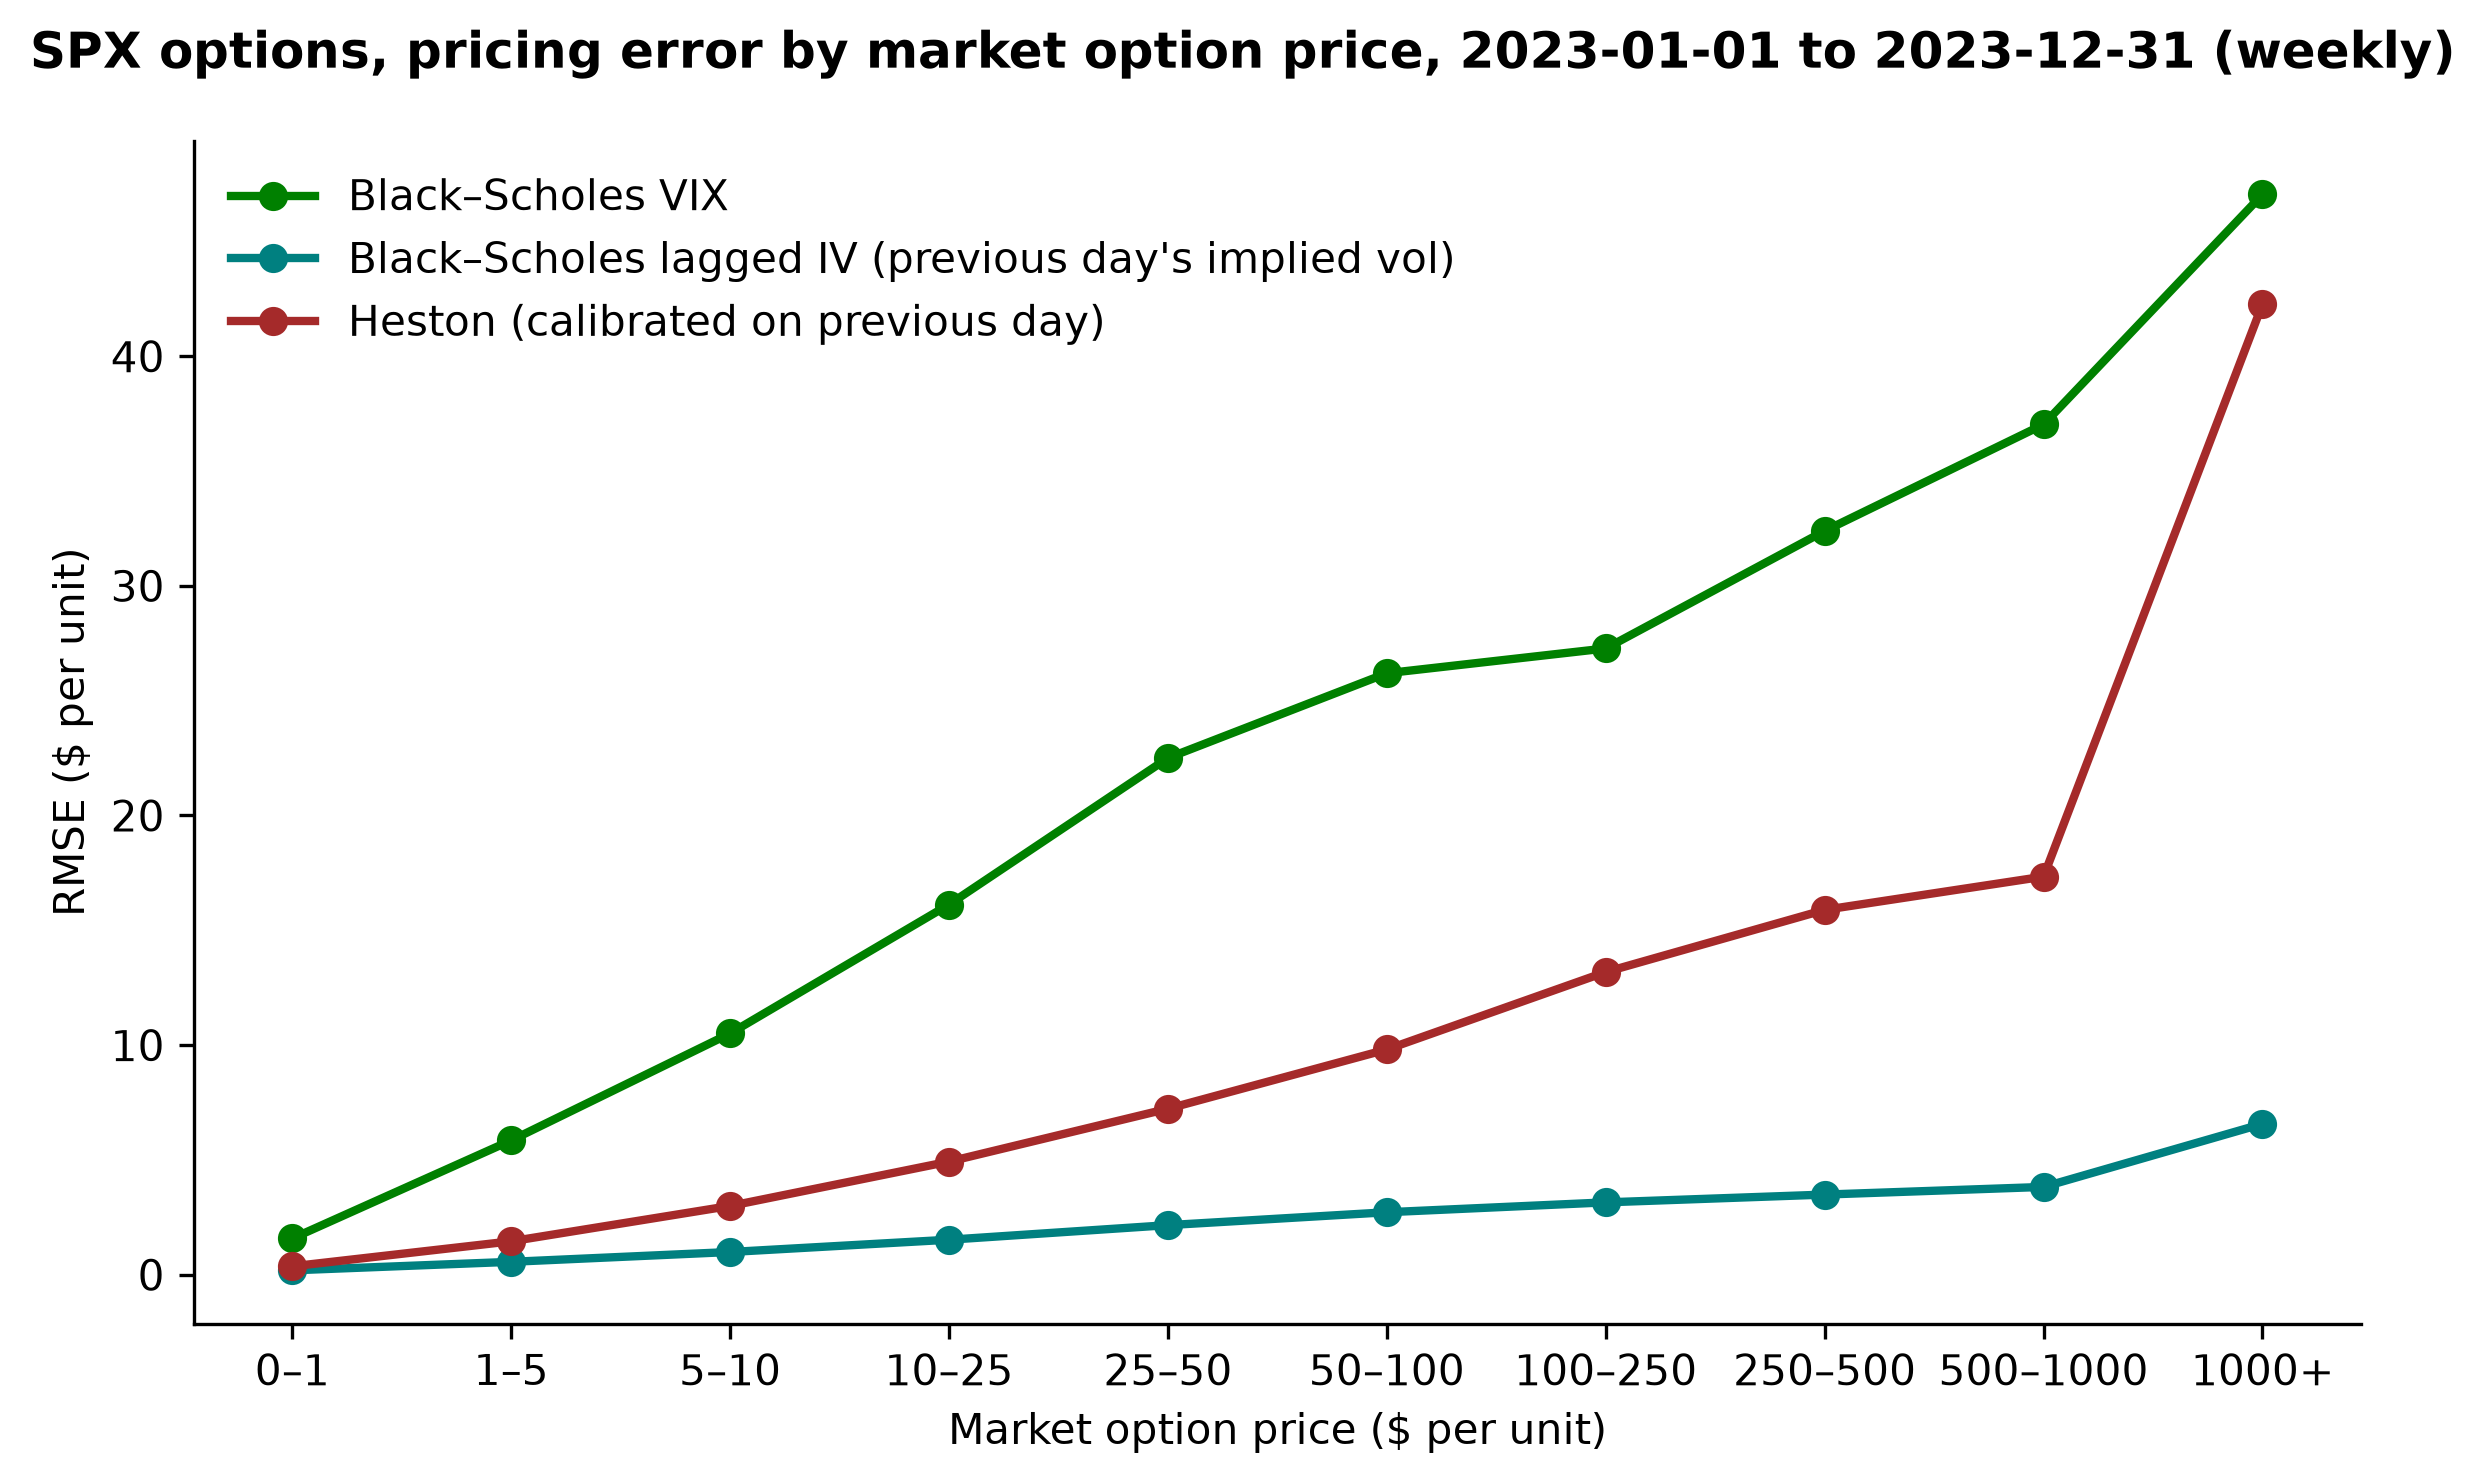 SPX options, pricing error by market option price, 2023-01-01 to 2023-12-31 (weekly)
Black–Scholes VIX
Black–Scholes lagged IV (previous day's implied vol)
Heston (calibrated on previous day)
RMSE ($ per unit)
40
30
20
10
0
0–1 1–5 5–10 10–25 25–50 50–100 100–250 250–500 500–1000 1000+
Market option price ($ per unit)